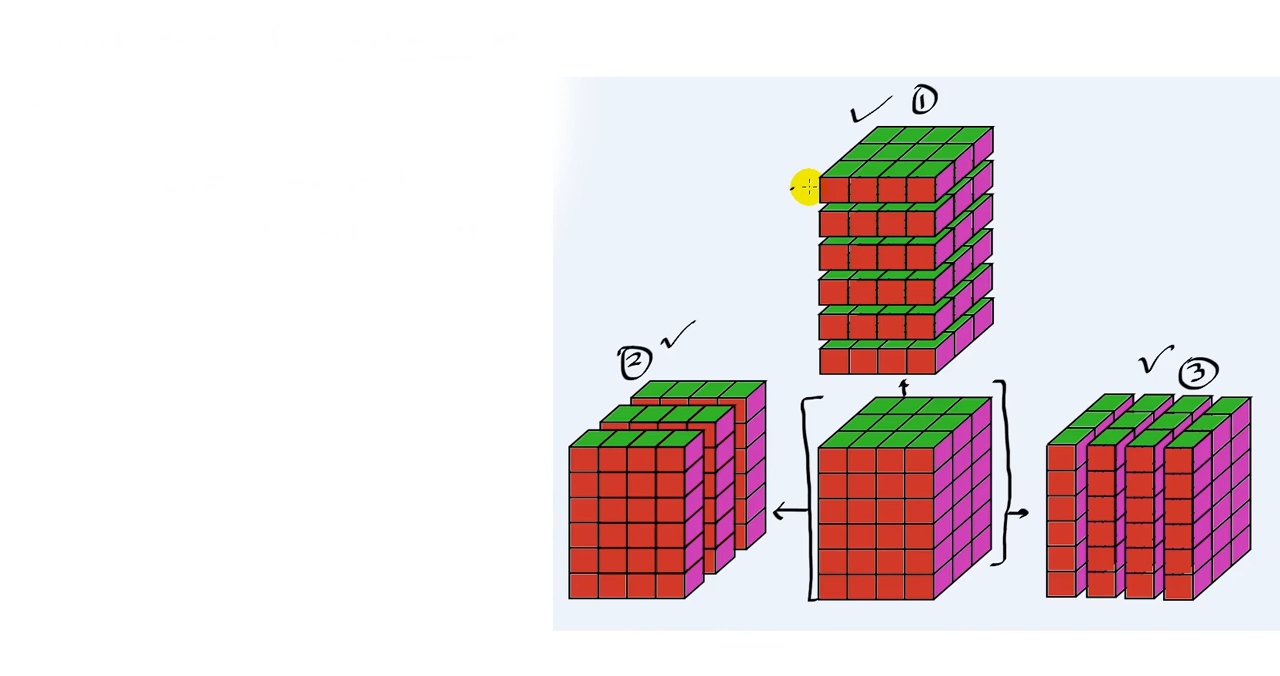 ✓ ①
② ✓
✓ ③